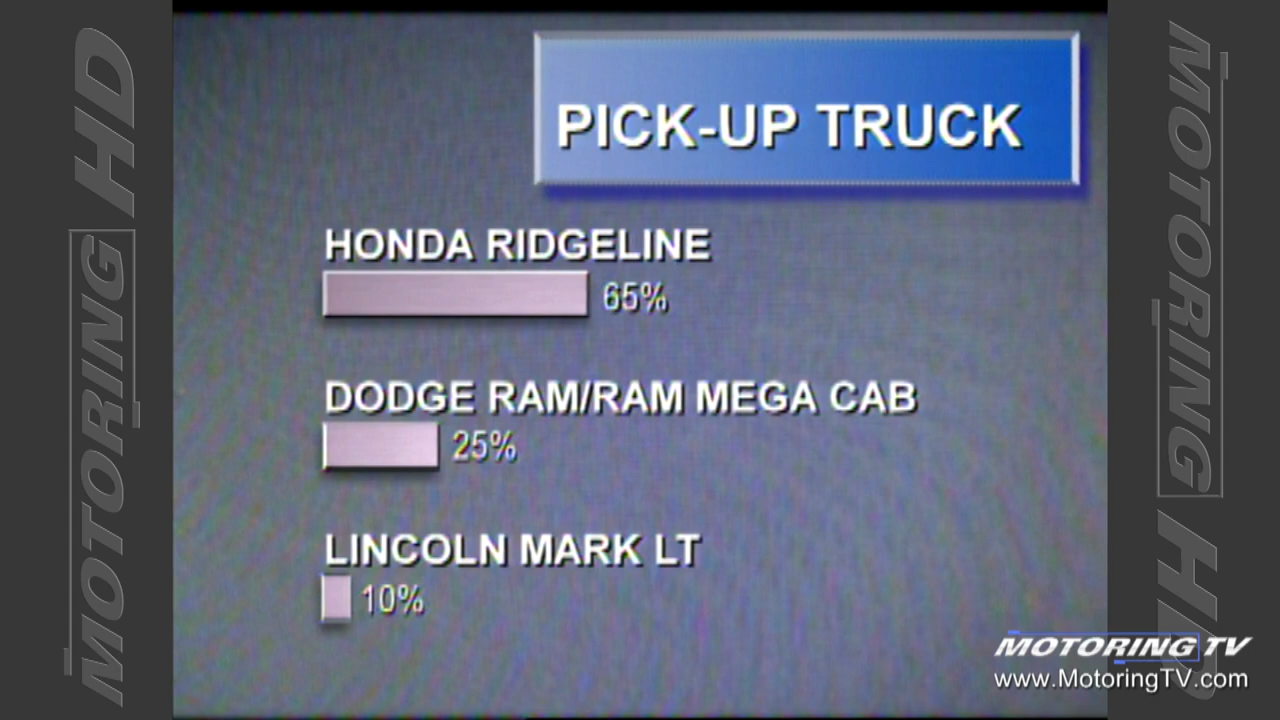 MOTORING HD
PICK-UP TRUCK
HONDA RIDGELINE
65%
DODGE RAM/RAM MEGA CAB
25%
LINCOLN MARK LT
10%
MOTORING HD
MOTORING TV
www.MotoringTV.com